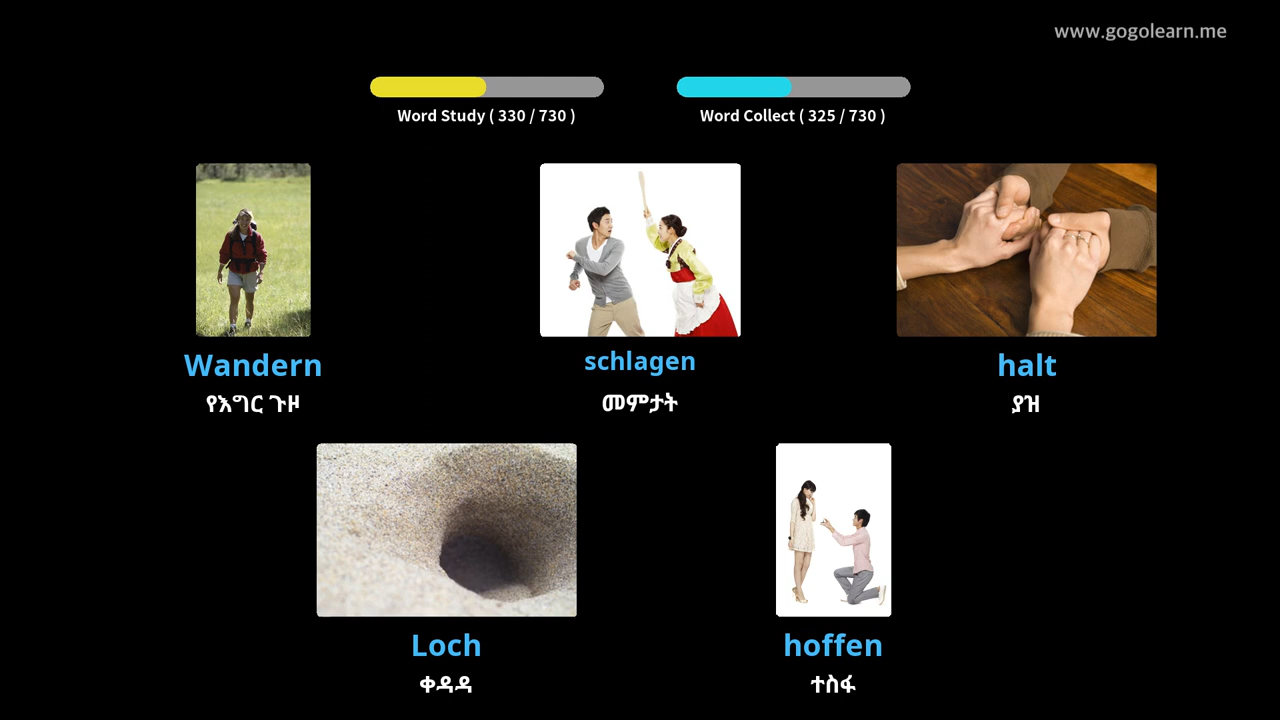 www.gogolearn.me
Word Study ( 330 / 730 )
Word Collect ( 325 / 730 )
Wandern
የእግር ጉዞ
schlagen
መምታት
halt
ያዝ
Loch
ቀዳዳ
hoffen
ተስፋ